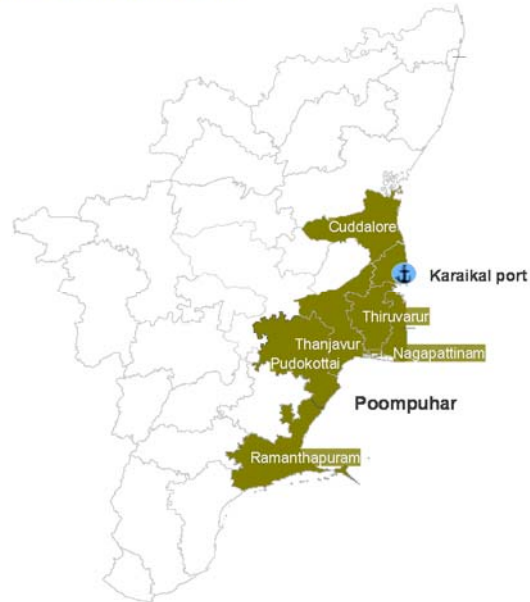 Cuddalore
Karaikal port
Thiruvarur
Thanjavur
Nagapattinam
Pudokottai
Poompuhar
Ramanthapuram